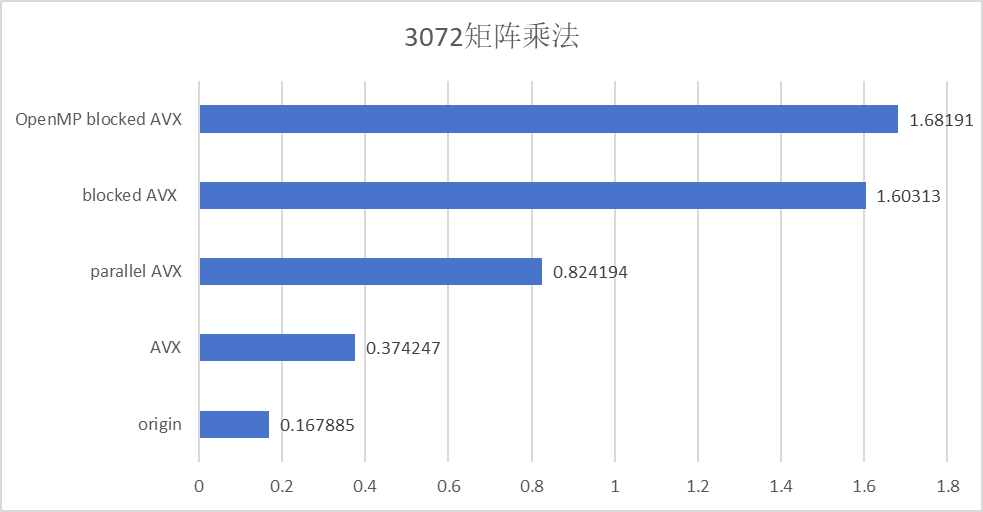 3072矩阵乘法
OpenMP blocked AVX
1.68191
blocked AVX
1.60313
parallel AVX
0.824194
AVX
0.374247
origin
0.167885
0 0.2 0.4 0.6 0.8 1 1.2 1.4 1.6 1.8